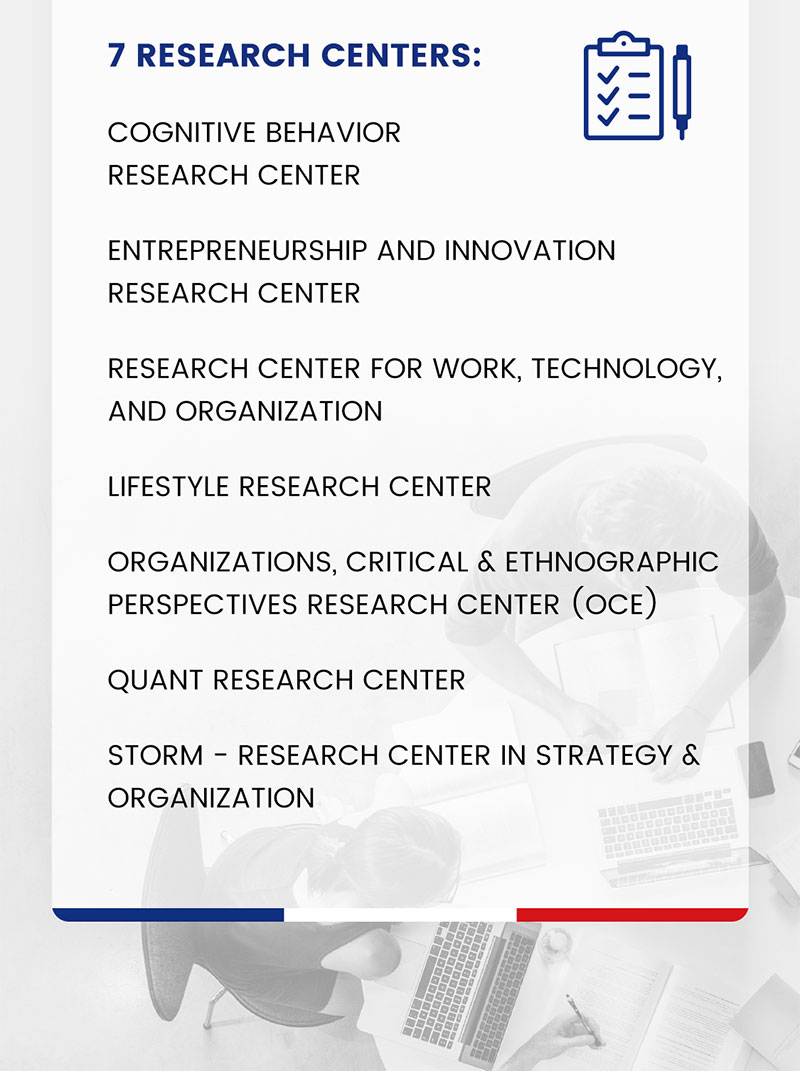 7 RESEARCH CENTERS:
COGNITIVE BEHAVIOR
RESEARCH CENTER
ENTREPRENEURSHIP AND INNOVATION
RESEARCH CENTER
RESEARCH CENTER FOR WORK, TECHNOLOGY,
AND ORGANIZATION
LIFESTYLE RESEARCH CENTER
ORGANIZATIONS, CRITICAL & ETHNOGRAPHIC
PERSPECTIVES RESEARCH CENTER (OCE)
QUANT RESEARCH CENTER
STORM - RESEARCH CENTER IN STRATEGY &
ORGANIZATION